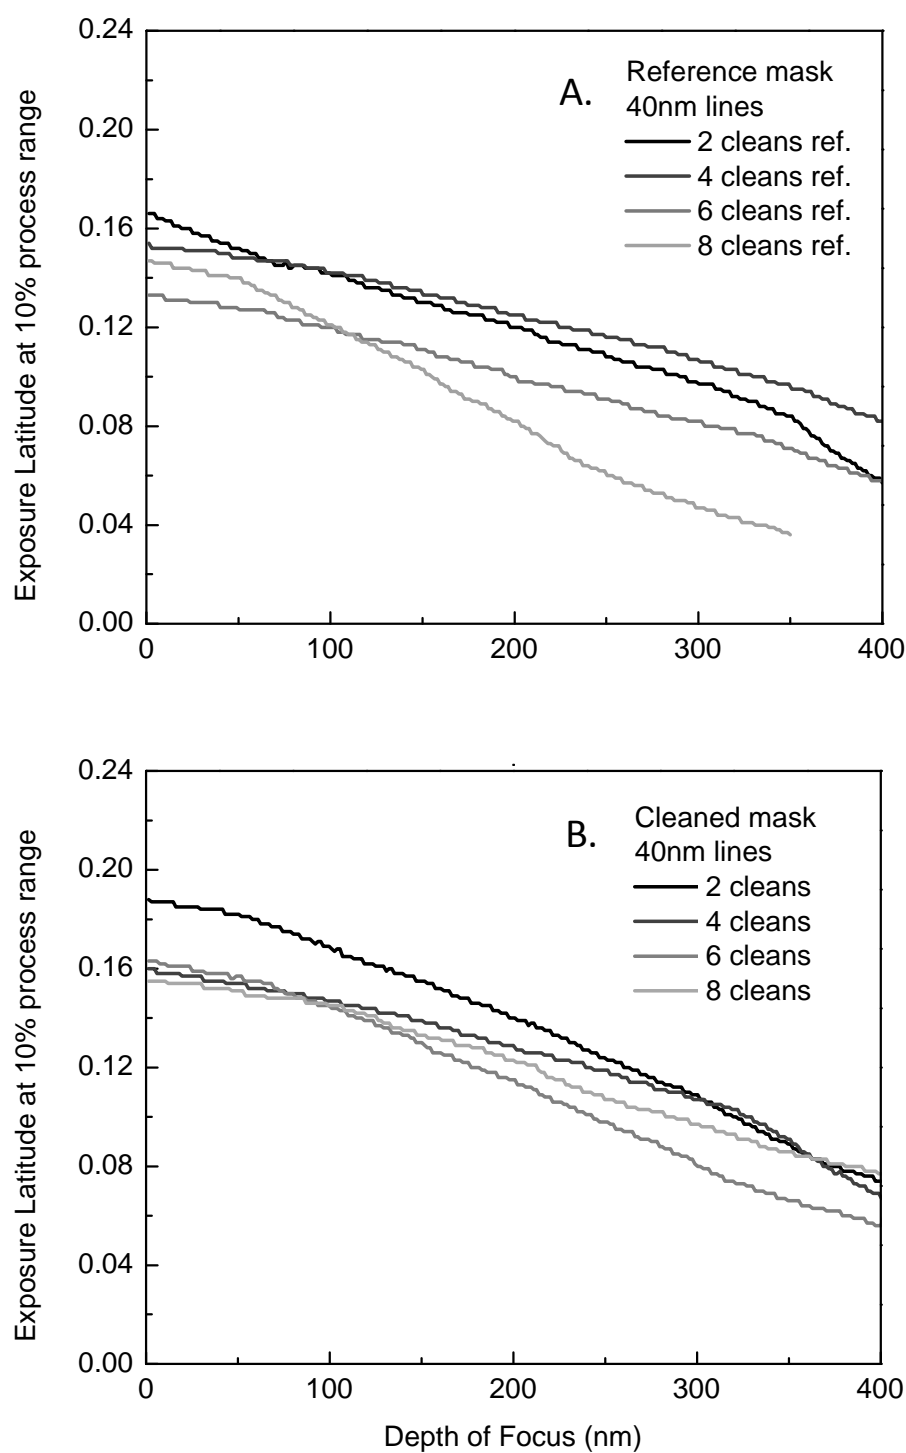 0.24
0.20
0.16
0.12
0.08
0.04
0.00
Exposure Latitude at 10% process range
A.
Reference mask
40nm lines
2 cleans ref.
4 cleans ref.
6 cleans ref.
8 cleans ref.
0 100 200 300 400
0.24
0.20
0.16
0.12
0.08
0.04
0.00
Exposure Latitude at 10% process range
B.
Cleaned mask
40nm lines
2 cleans
4 cleans
6 cleans
8 cleans
0 100 200 300 400
Depth of Focus (nm)